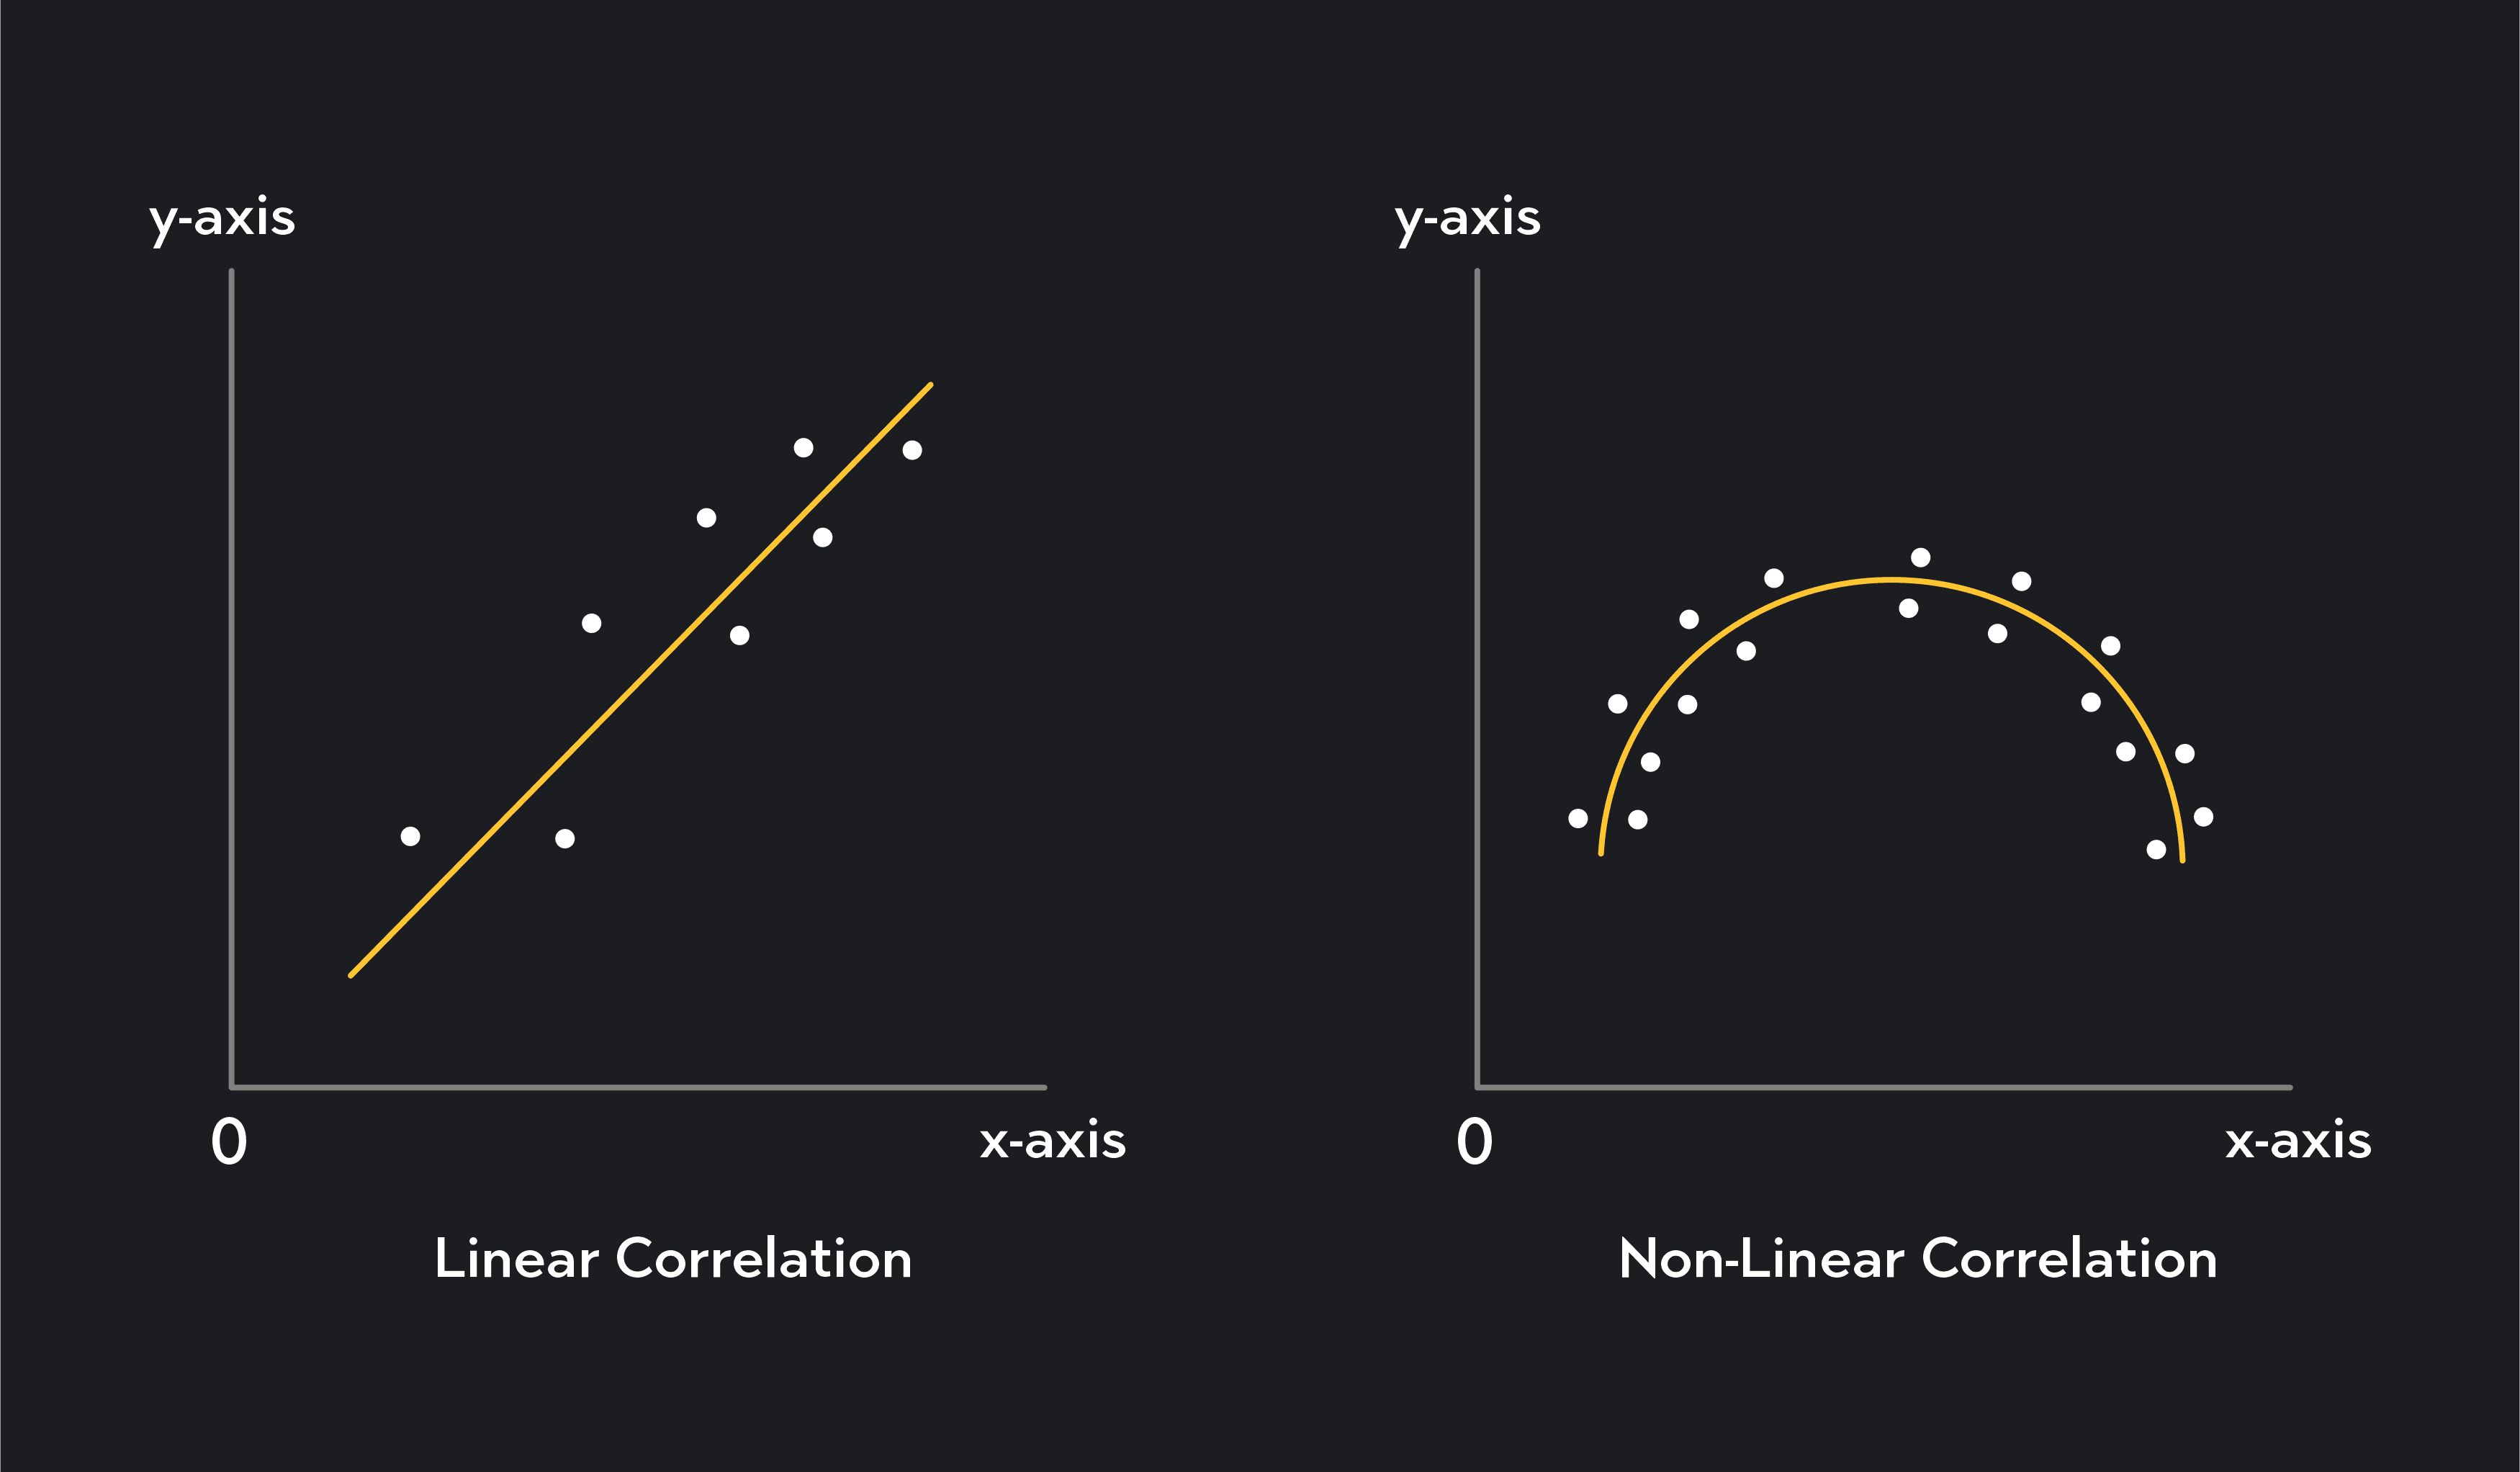 y-axis
0
x-axis
Linear Correlation
y-axis
0
x-axis
Non-Linear Correlation